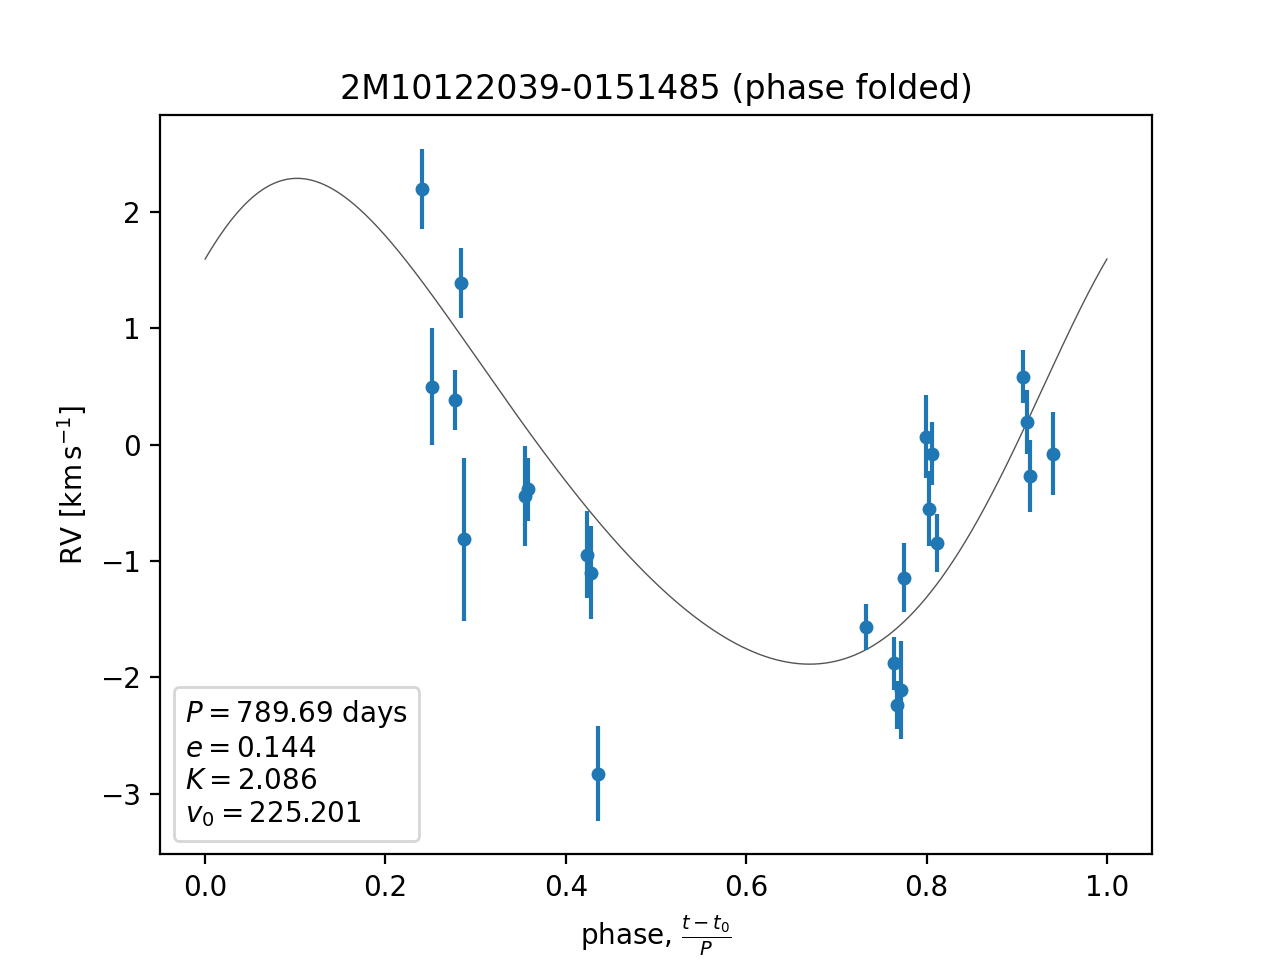 2M10122039-0151485 (phase folded)
RV [km s⁻¹]
2
1
0
−1
−2
−3
P = 789.69 days
e = 0.144
K = 2.086
v₀ = 225.201
0.0 0.2 0.4 0.6 0.8 1.0
phase, (t − t₀)/P